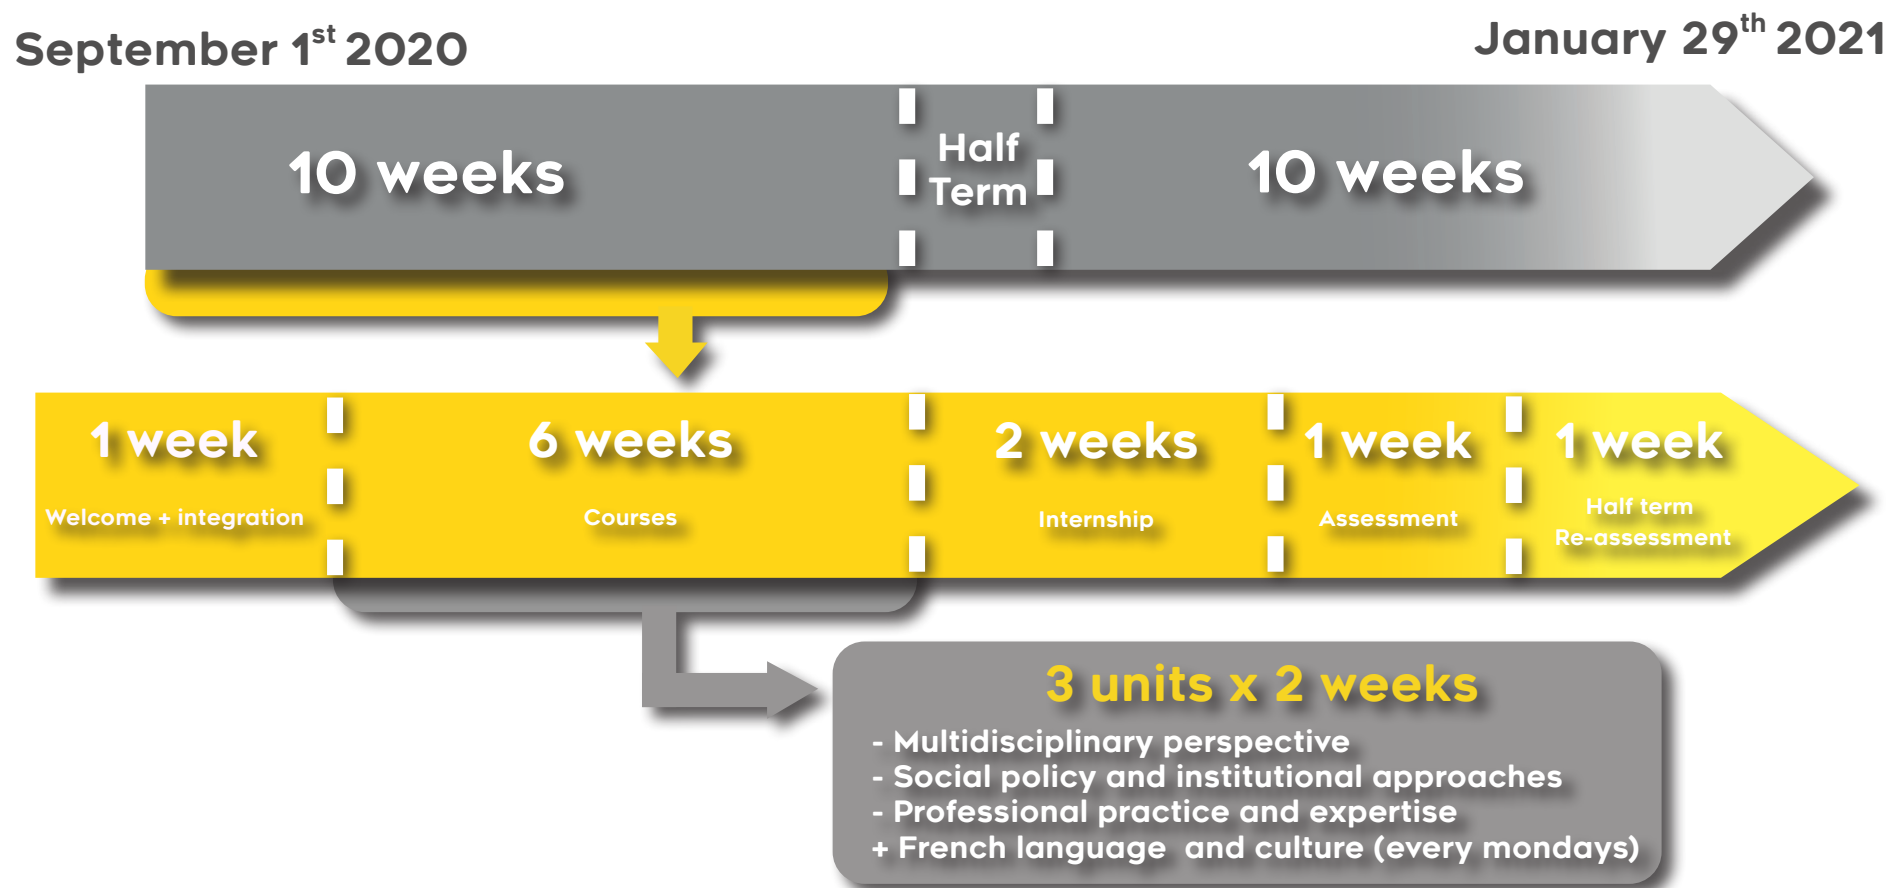 September 1st 2020
January 29th 2021
10 weeks
Half
Term
10 weeks
1 week
Welcome + integration
6 weeks
Courses
2 weeks
Internship
1 week
Assessment
1 week
Half term
Re-assessment
3 units x 2 weeks
- Multidisciplinary perspective
- Social policy and institutional approaches
- Professional practice and expertise
+ French language and culture (every mondays)